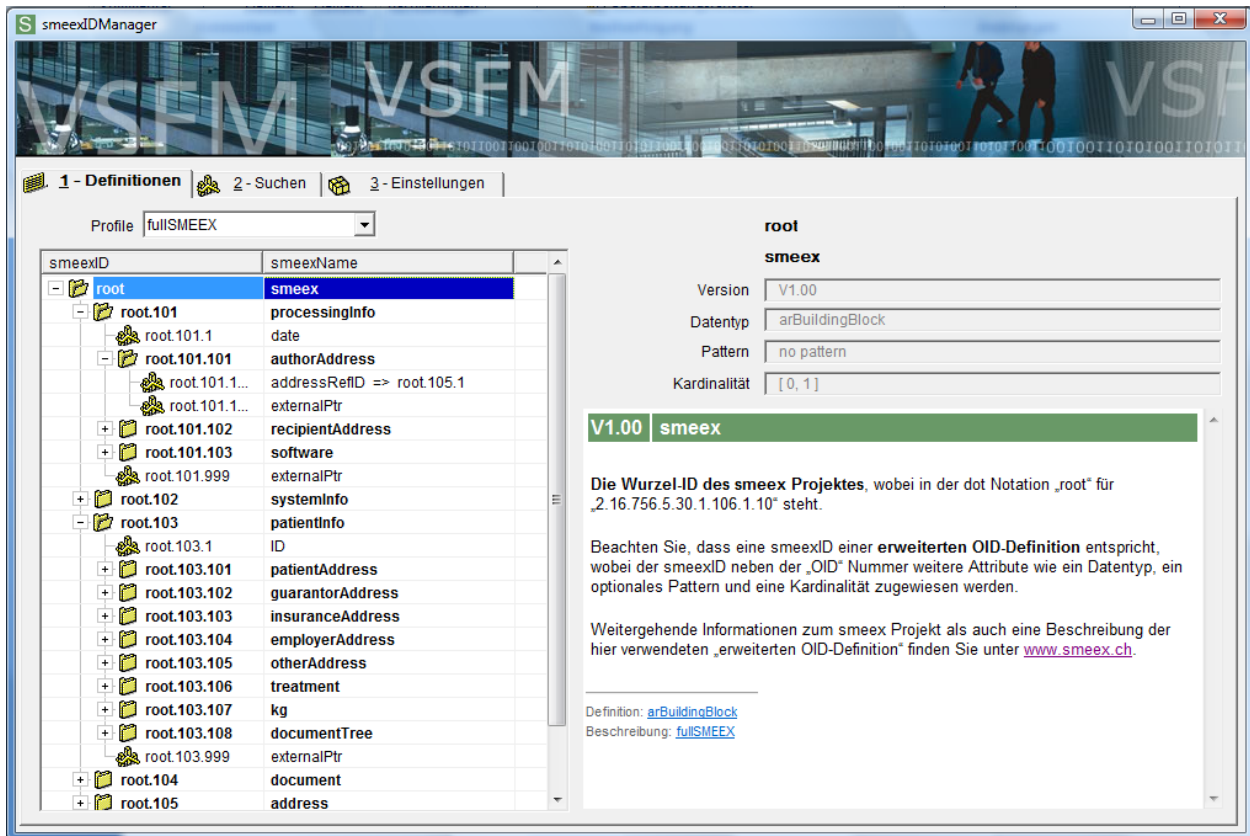 smeexIDManager
VSFM VSFM VSF
1 - Definitionen 2 - Suchen 3 - Einstellungen
Profile fullSMEEX
smeexID smeexName
root smeex
root.101 processingInfo
root.101.1 date
root.101.101 authorAddress
root.101.1... addressRefID => root.105.1
root.101.1... externalPtr
root.101.102 recipientAddress
root.101.103 software
root.101.999 externalPtr
root.102 systemInfo
root.103 patientInfo
root.103.1 ID
root.103.101 patientAddress
root.103.102 guarantorAddress
root.103.103 insuranceAddress
root.103.104 employerAddress
root.103.105 otherAddress
root.103.106 treatment
root.103.107 kg
root.103.108 documentTree
root.103.999 externalPtr
root.104 document
root.105 address
root
smeex
Version V1.00
Datentyp arBuildingBlock
Pattern no pattern
Kardinalität [ 0, 1 ]
V1.00 smeex
Die Wurzel-ID des smeex Projektes, wobei in der dot Notation „root“ für
„2.16.756.5.30.1.106.1.10“ steht.
Beachten Sie, dass eine smeexID einer erweiterten OID-Definition entspricht,
wobei der smeexID neben der „OID“ Nummer weitere Attribute wie ein Datentyp, ein
optionales Pattern und eine Kardinalität zugewiesen werden.
Weitergehende Informationen zum smeex Projekt als auch eine Beschreibung der
hier verwendeten „erweiterten OID-Definition“ finden Sie unter www.smeex.ch.
Definition: arBuildingBlock
Beschreibung: fullSMEEX